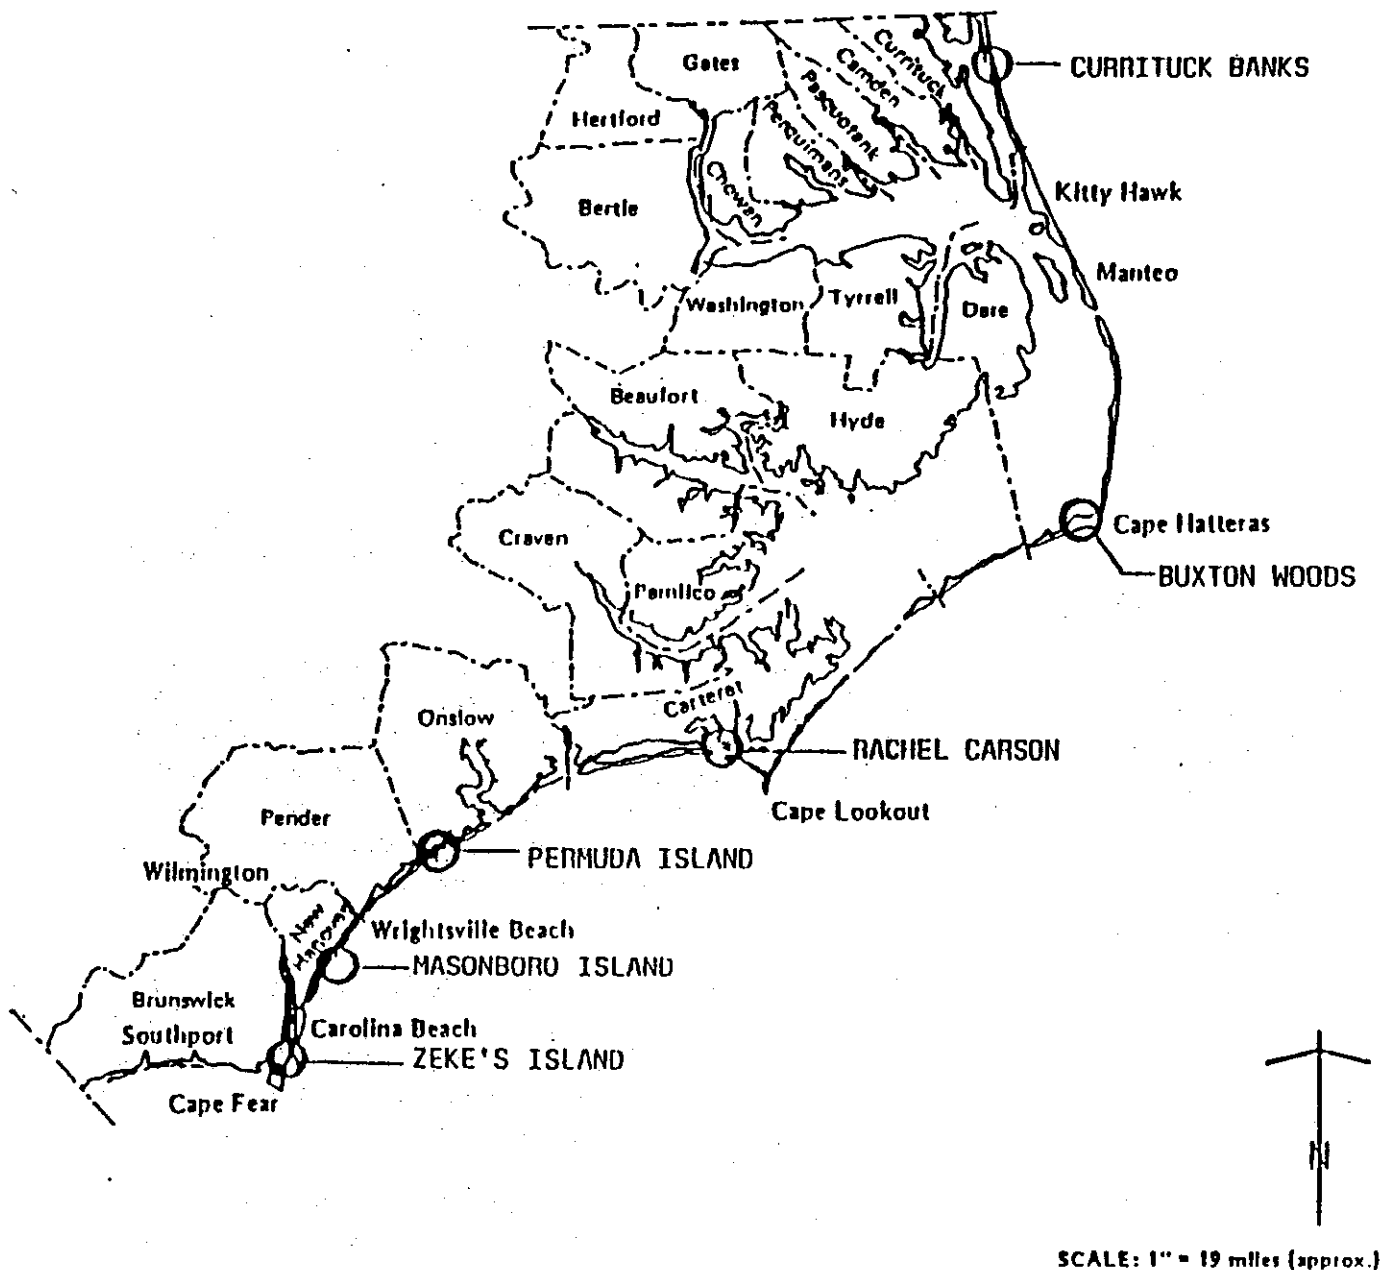 Gates
Currituck
Camden
Pasquotank
Perquimans
CURRITUCK BANKS
Hertford
Chowan
Bertie
Kitty Hawk
Manteo
Washington
Tyrrell
Dare
Beaufort
Hyde
Craven
Cape Hatteras
BUXTON WOODS
Pamlico
Carteret
Onslow
RACHEL CARSON
Cape Lookout
Pender
PERMUDA ISLAND
Wilmington
New
Hanover
Wrightsville Beach
MASONBORO ISLAND
Brunswick
Southport
Carolina Beach
ZEKE'S ISLAND
Cape Fear
N
SCALE: 1" = 19 miles (approx.)